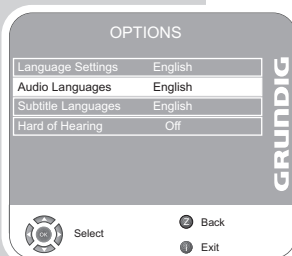 OPTIONS
Language Settings English
Audio Languages English
Subtitle Languages English
Hard of Hearing Off
GRUNDIG
OK
Select
Z Back
i Exit